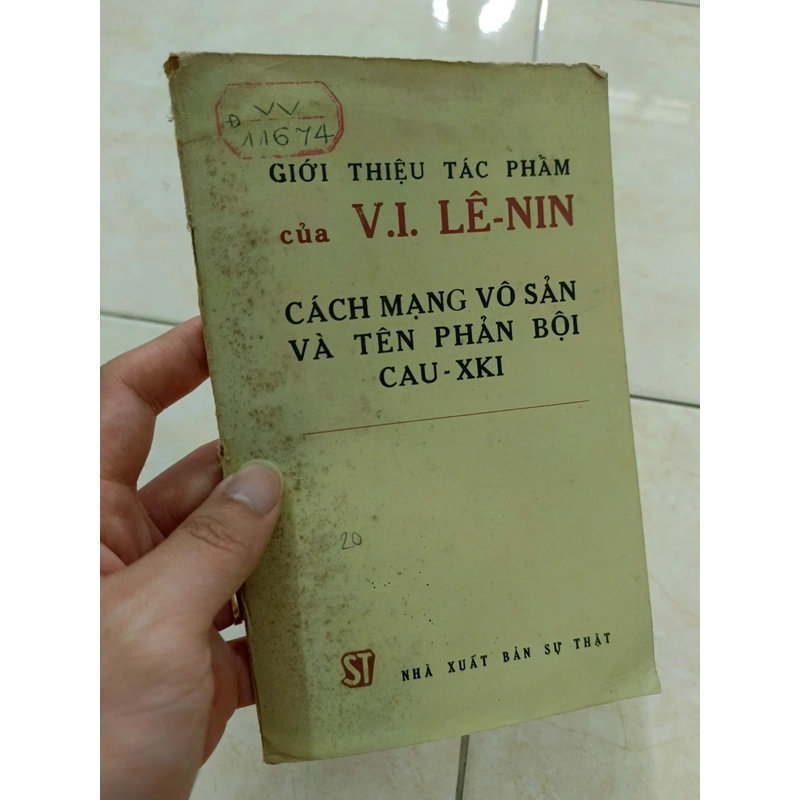 Đ VV
11674
GIỚI THIỆU TÁC PHẨM
của V.I. LÊ-NIN
CÁCH MẠNG VÔ SẢN
VÀ TÊN PHẢN BỘI
CAU-XKI
20
ST NHÀ XUẤT BẢN SỰ THẬT